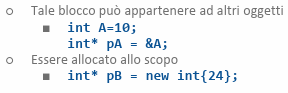 ○ Tale blocco può appartenere ad altri oggetti
▪ int A=10;
int* pA = &A;
○ Essere allocato allo scopo
▪ int* pB = new int{24};